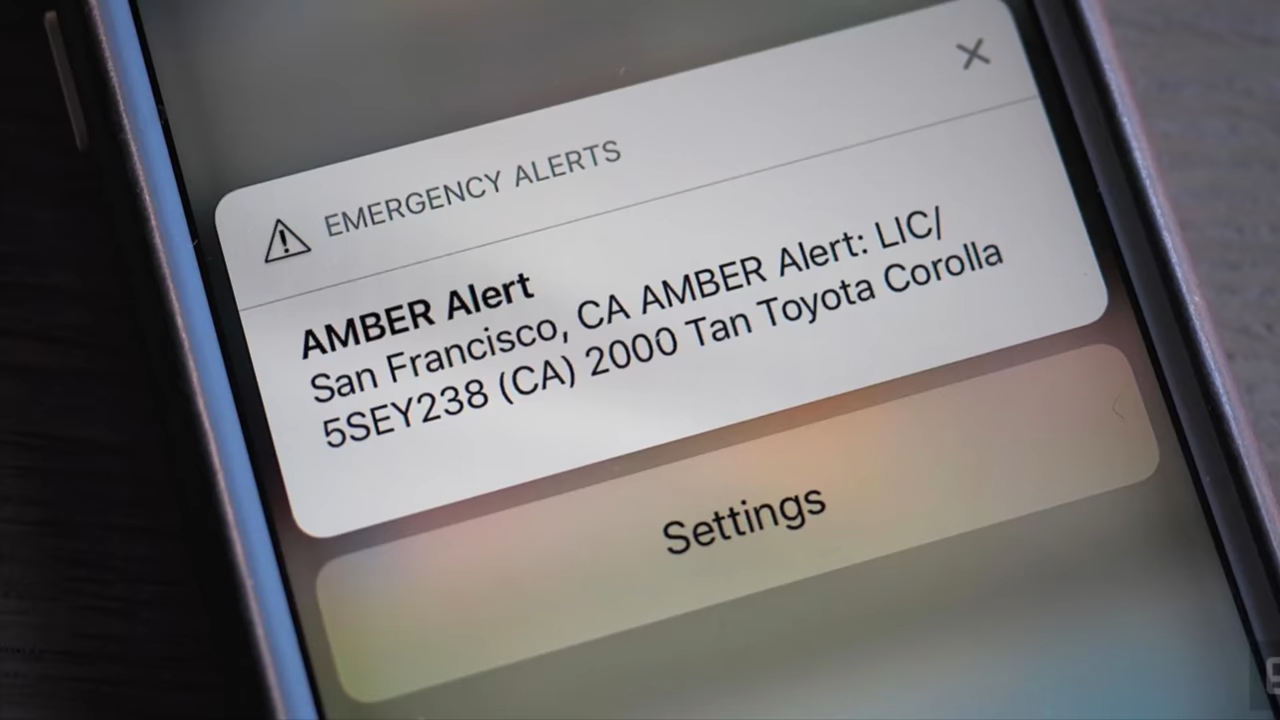 EMERGENCY ALERTS
AMBER Alert
San Francisco, CA AMBER Alert: LIC/
5SEY238 (CA) 2000 Tan Toyota Corolla
Settings